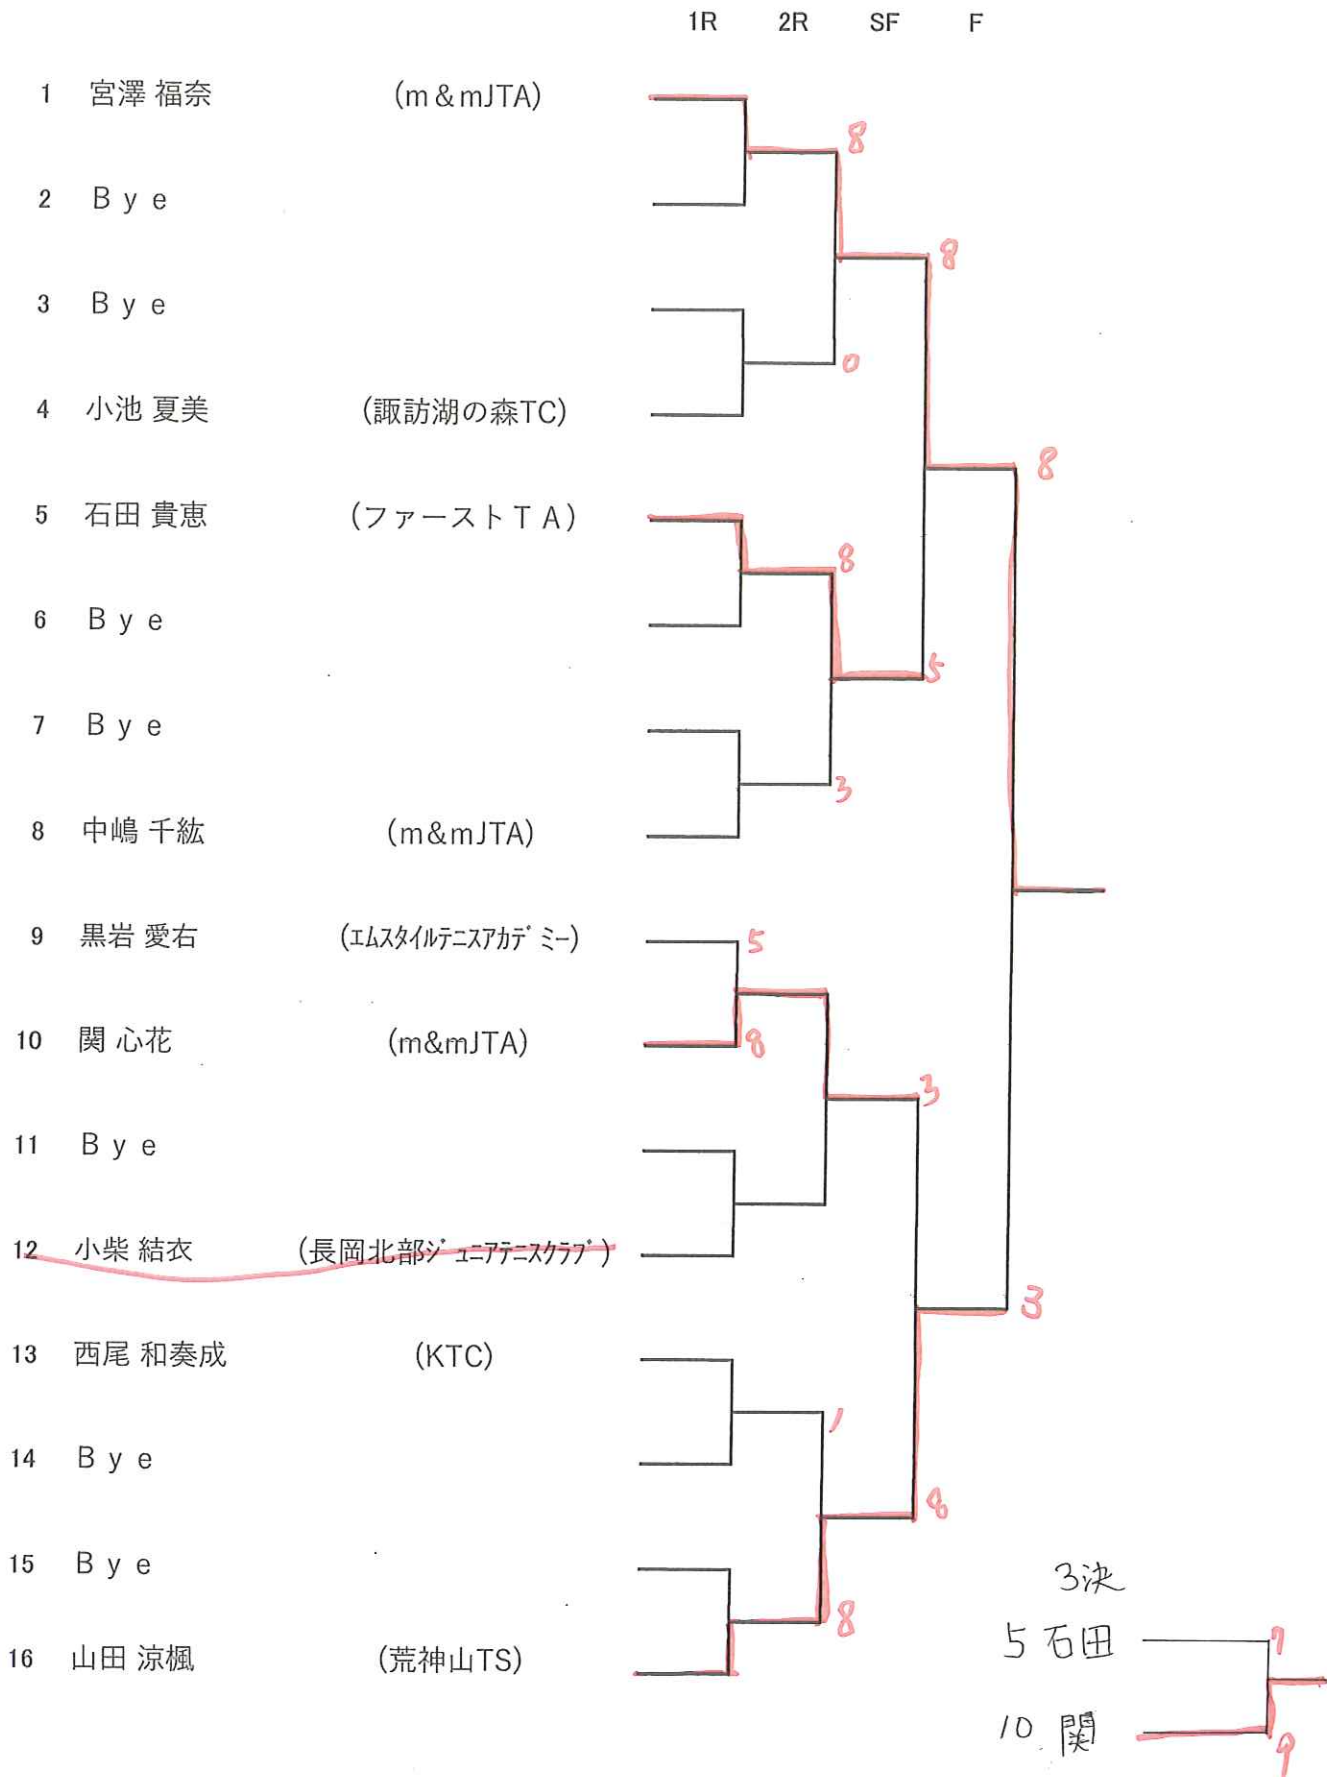 1R 2R SF F
1 宮澤 福奈 (m&mJTA)
8
2 Bye
8
3 Bye
0
4 小池 夏美 (諏訪湖の森TC)
8
5 石田 貴恵 (ファーストTA)
8
6 Bye
5
7 Bye
3
8 中嶋 千紘 (m&mJTA)
9 黒岩 愛右 (ｴﾑｽﾀｲﾙﾃﾆｽｱｶﾃﾞﾐｰ)
5
10 関 心花 (m&mJTA)
8
3
11 Bye
12 小柴 結衣 (長岡北部ｼﾞｭﾆｱﾃﾆｽｸﾗﾌﾞ)
3
13 西尾 和奏成 (KTC)
1
14 Bye
8
15 Bye
3決
8
5 石田
7
16 山田 涼楓 (荒神山TS)
10 関
9